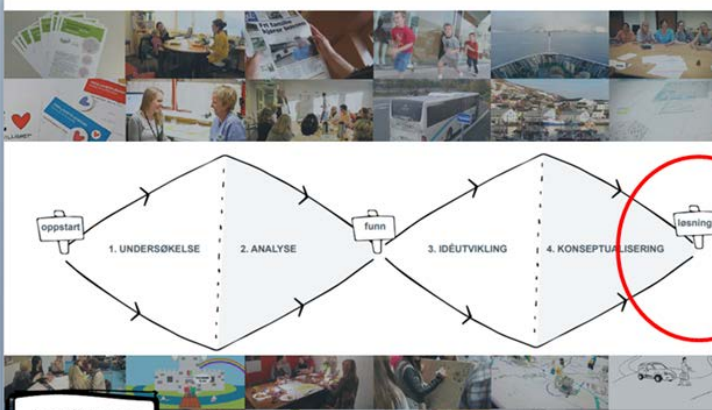 oppstart
1. UNDERSØKELSE
2. ANALYSE
funn
3. IDÉUTVIKLING
4. KONSEPTUALISERING
løsning